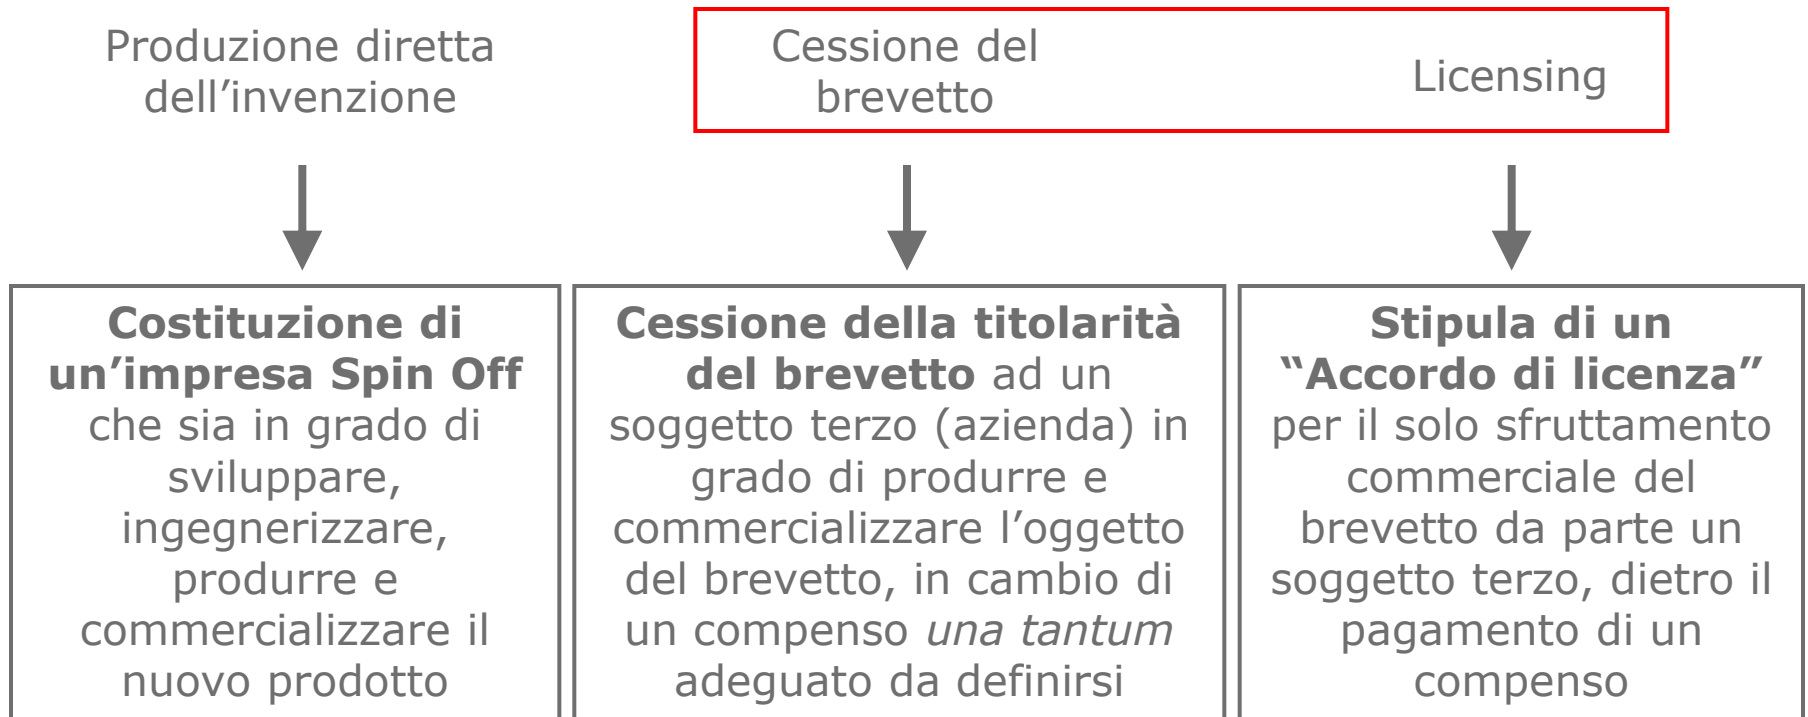 Produzione diretta
dell’invenzione
Cessione del
brevetto
Licensing
Costituzione di
un’impresa Spin Off
che sia in grado di
sviluppare,
ingegnerizzare,
produrre e
commercializzare il
nuovo prodotto
Cessione della titolarità
del brevetto ad un
soggetto terzo (azienda) in
grado di produrre e
commercializzare l’oggetto
del brevetto, in cambio di
un compenso una tantum
adeguato da definirsi
Stipula di un
“Accordo di licenza”
per il solo sfruttamento
commerciale del
brevetto da parte un
soggetto terzo, dietro il
pagamento di un
compenso